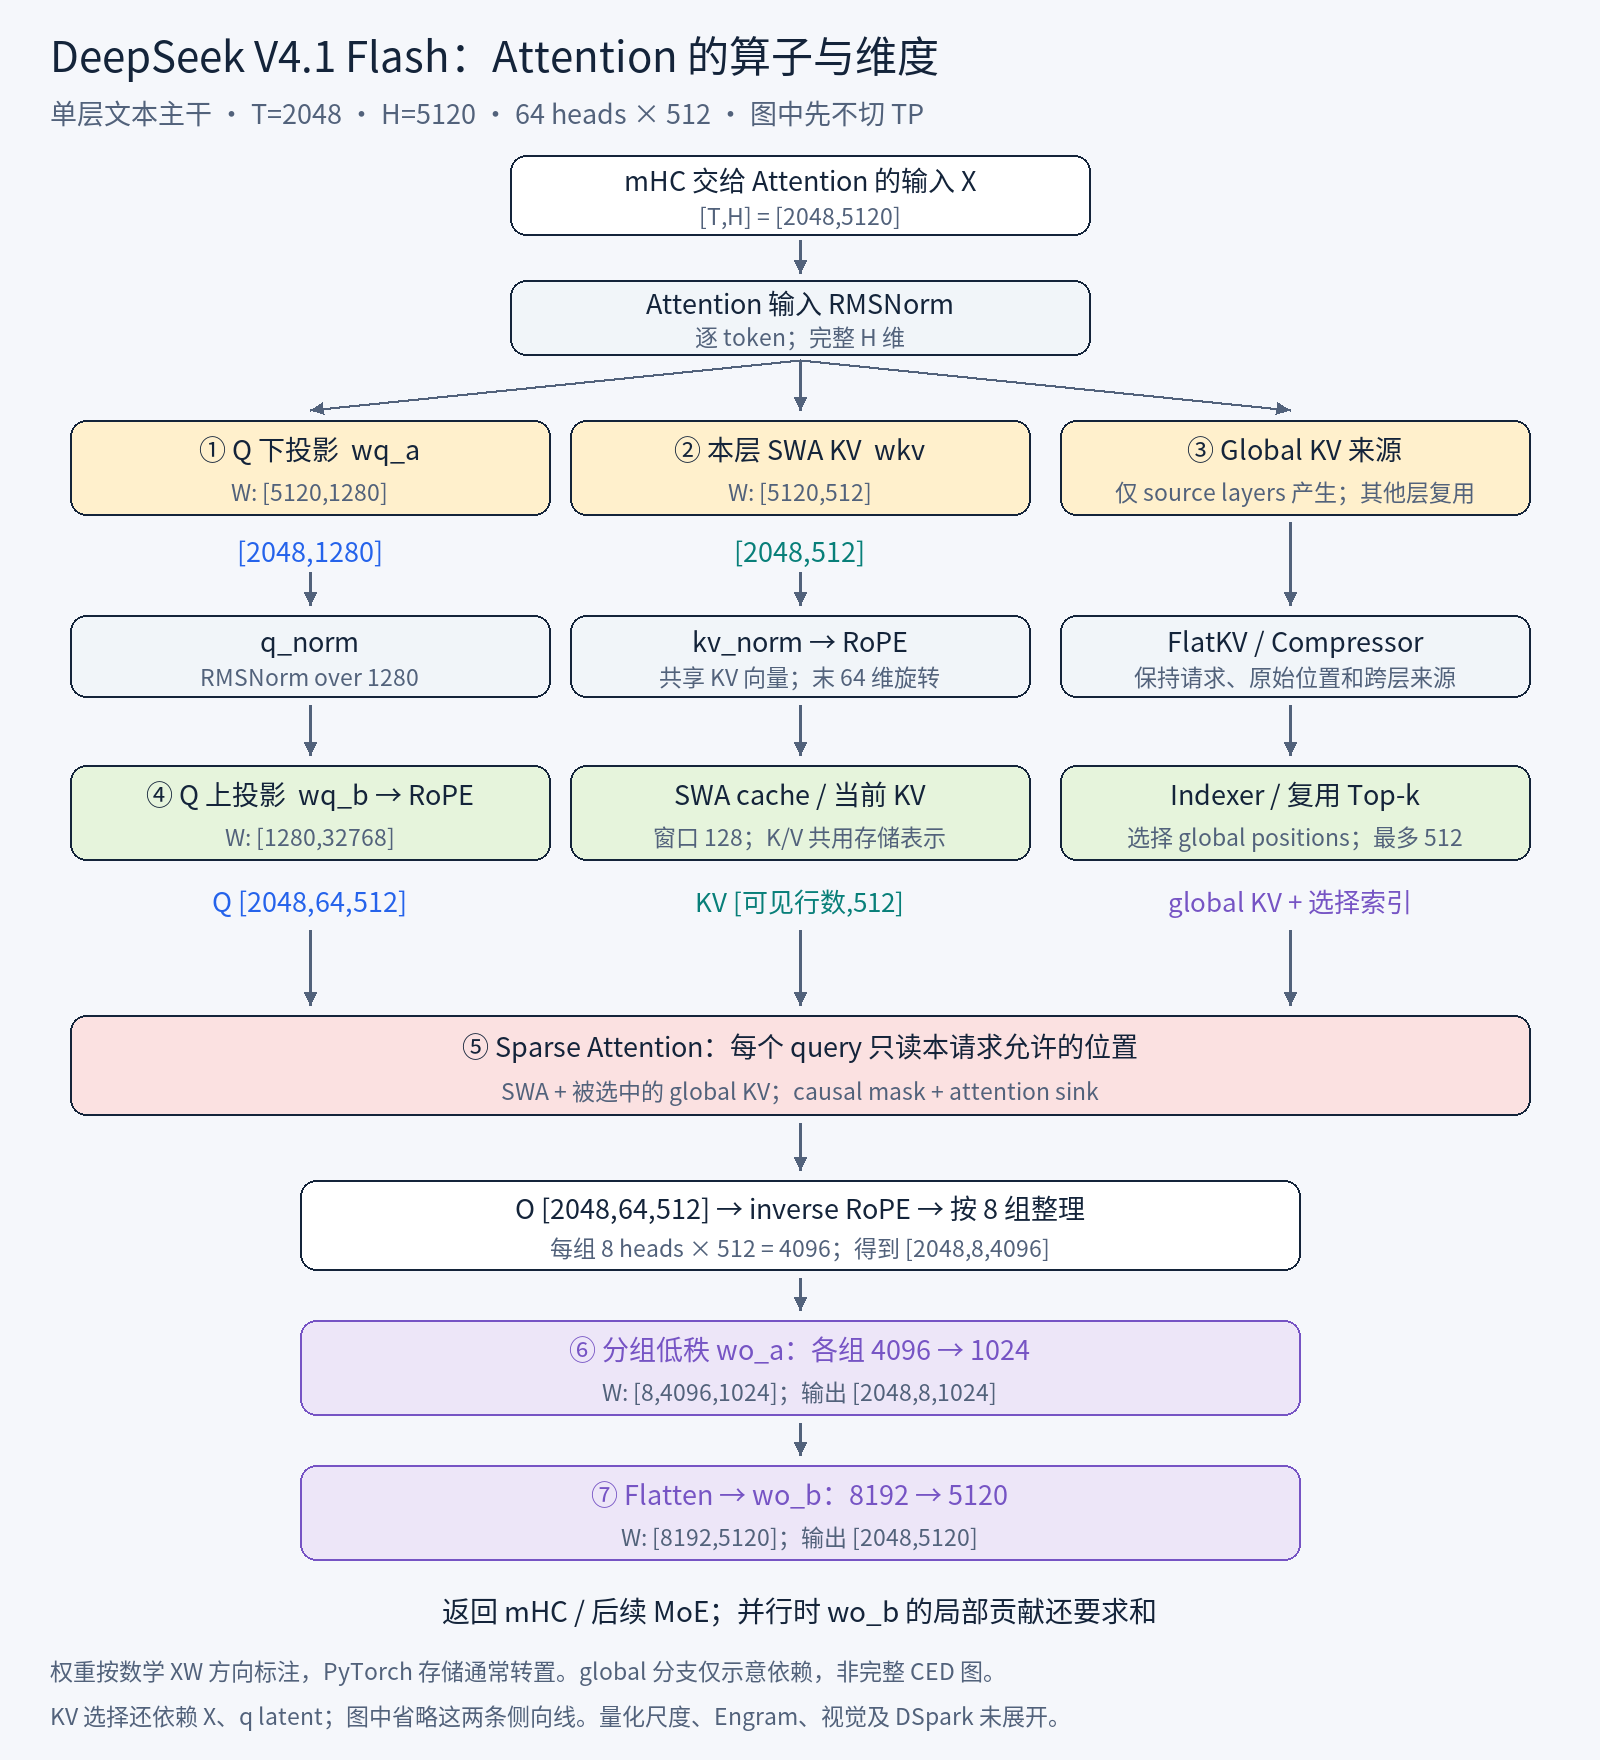 DeepSeek V4.1 Flash：Attention 的算子与维度
单层文本主干 · T=2048 · H=5120 · 64 heads × 512 · 图中先不切 TP
mHC 交给 Attention 的输入 X
[T,H] = [2048,5120]
Attention 输入 RMSNorm
逐 token；完整 H 维
① Q 下投影 wq_a
W: [5120,1280]
② 本层 SWA KV wkv
W: [5120,512]
③ Global KV 来源
仅 source layers 产生；其他层复用
[2048,1280]
[2048,512]
q_norm
RMSNorm over 1280
kv_norm → RoPE
共享 KV 向量；末 64 维旋转
FlatKV / Compressor
保持请求、原始位置和跨层来源
④ Q 上投影 wq_b → RoPE
W: [1280,32768]
SWA cache / 当前 KV
窗口 128；K/V 共用存储表示
Indexer / 复用 Top-k
选择 global positions；最多 512
Q [2048,64,512]
KV [可见行数,512]
global KV + 选择索引
⑤ Sparse Attention：每个 query 只读本请求允许的位置
SWA + 被选中的 global KV；causal mask + attention sink
O [2048,64,512] → inverse RoPE → 按 8 组整理
每组 8 heads × 512 = 4096；得到 [2048,8,4096]
⑥ 分组低秩 wo_a：各组 4096 → 1024
W: [8,4096,1024]；输出 [2048,8,1024]
⑦ Flatten → wo_b：8192 → 5120
W: [8192,5120]；输出 [2048,5120]
返回 mHC / 后续 MoE；并行时 wo_b 的局部贡献还要求和
权重按数学 XW 方向标注，PyTorch 存储通常转置。global 分支仅示意依赖，非完整 CED 图。
KV 选择还依赖 X、q latent；图中省略这两条侧向线。量化尺度、Engram、视觉及 DSpark 未展开。